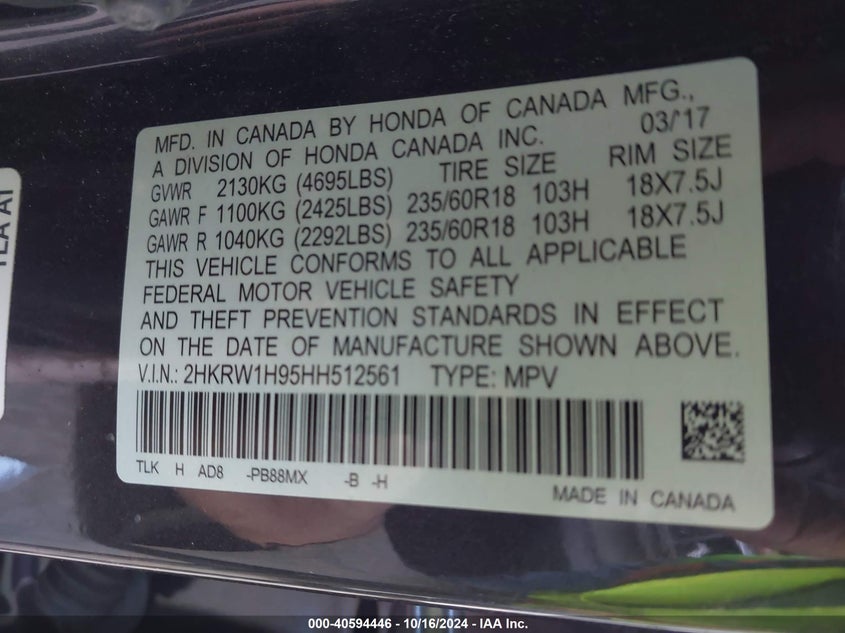 MFD. IN CANADA BY HONDA OF CANADA MFG.,
A DIVISION OF HONDA CANADA INC. 03/'17
GVWR 2130KG (4695LBS) TIRE SIZE RIM SIZE
GAWR F 1100KG (2425LBS) 235/60R18 103H 18X7.5J
GAWR R 1040KG (2292LBS) 235/60R18 103H 18X7.5J
THIS VEHICLE CONFORMS TO ALL APPLICABLE
FEDERAL MOTOR VEHICLE SAFETY
AND THEFT PREVENTION STANDARDS IN EFFECT
ON THE DATE OF MANUFACTURE SHOWN ABOVE.
V.I.N.: 2HKRW1H95HH512561 TYPE: MPV
TLK H AD8 -PB88MX -B -H
MADE IN CANADA
000-40594446 - 10/16/2024 - IAA Inc.